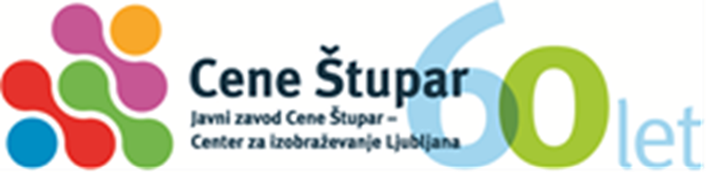 Cene Štupar
Javni zavod Cene Štupar –
Center za izobraževanje Ljubljana
60 let